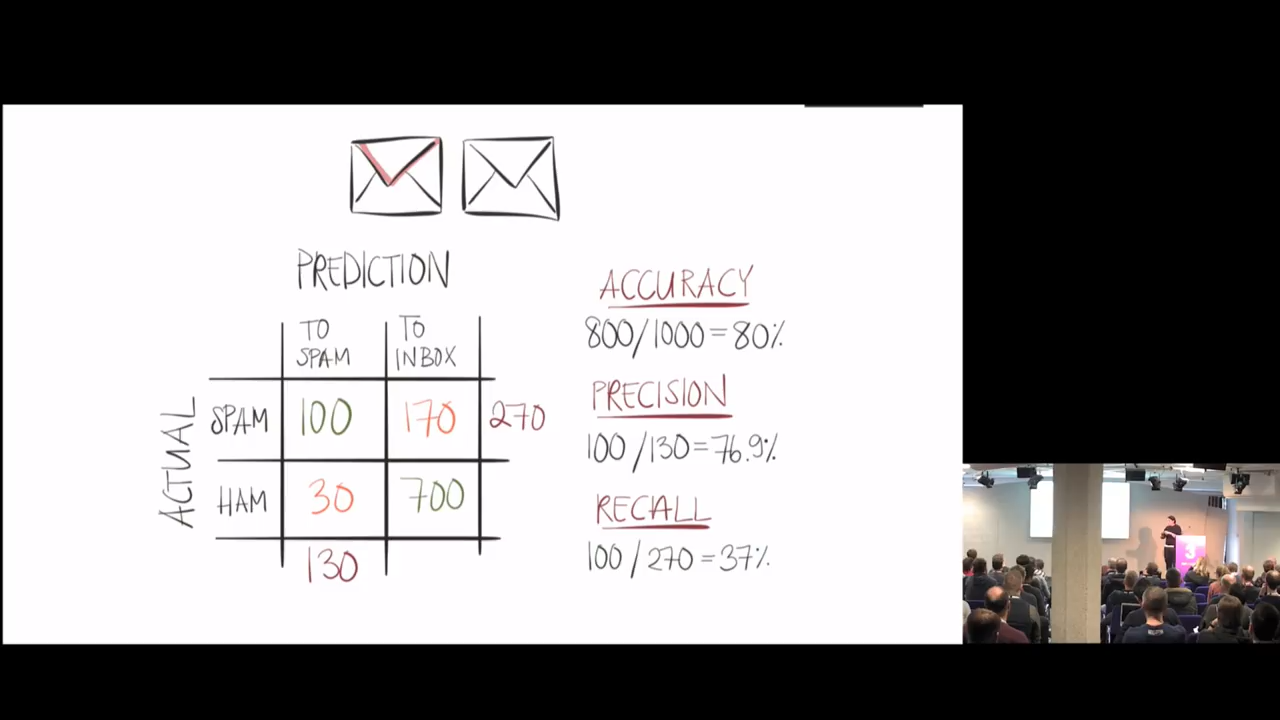 PREDICTION
TO SPAM
TO INBOX
ACTUAL
SPAM 100 170 270
HAM 30 700
130
ACCURACY
800/1000=80%
PRECISION
100/130=76.9%
RECALL
100/270=37%
3